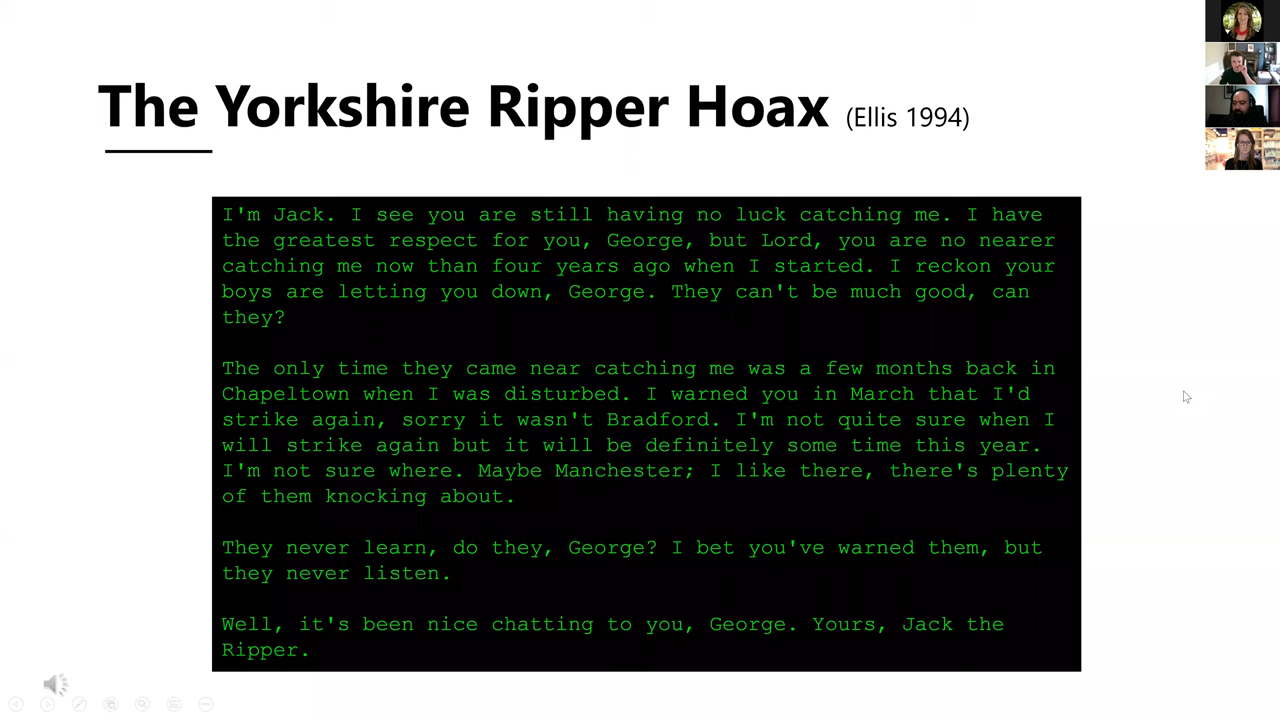 The Yorkshire Ripper Hoax (Ellis 1994)
I'm Jack. I see you are still having no luck catching me. I have
the greatest respect for you, George, but Lord, you are no nearer
catching me now than four years ago when I started. I reckon your
boys are letting you down, George. They can't be much good, can
they?
The only time they came near catching me was a few months back in
Chapeltown when I was disturbed. I warned you in March that I'd
strike again, sorry it wasn't Bradford. I'm not quite sure when I
will strike again but it will be definitely some time this year.
I'm not sure where. Maybe Manchester; I like there, there's plenty
of them knocking about.
They never learn, do they, George? I bet you've warned them, but
they never listen.
Well, it's been nice chatting to you, George. Yours, Jack the
Ripper.